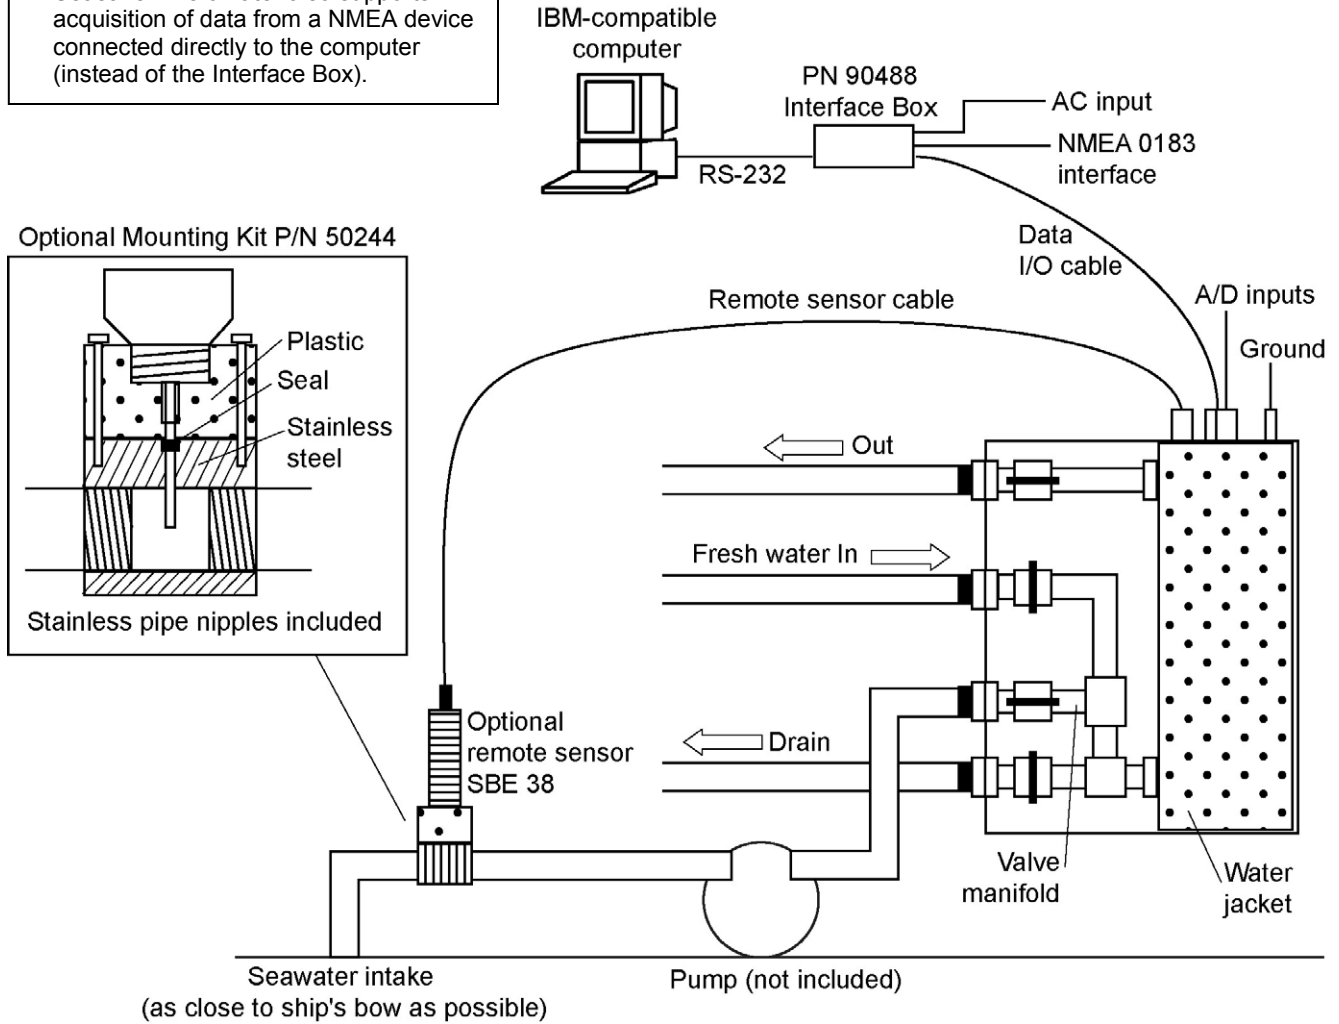 acquisition of data from a NMEA device
connected directly to the computer
(instead of the Interface Box).
IBM-compatible
computer
PN 90488
Interface Box
AC input
NMEA 0183
interface
RS-232
Data
I/O cable
A/D inputs
Ground
Remote sensor cable
Optional Mounting Kit P/N 50244
Plastic
Seal
Stainless
steel
Stainless pipe nipples included
Out
Fresh water In
Optional
remote sensor
SBE 38
Drain
Valve
manifold
Water
jacket
Seawater intake
(as close to ship's bow as possible)
Pump (not included)